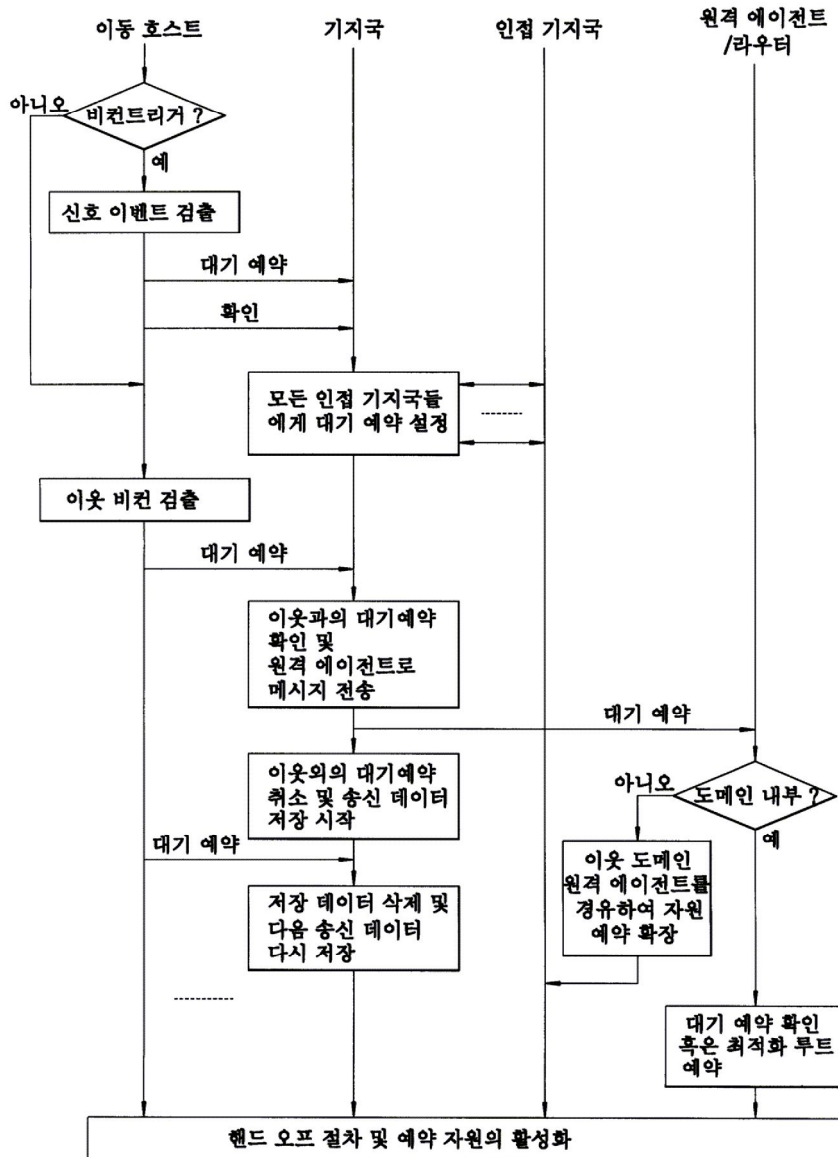 이동 호스트
기지국
인접 기지국
원격 에이전트
/라우터
아니오
비컨트리거 ?
예
신호 이벤트 검출
대기 예약
확인
모든 인접 기지국들
에게 대기 예약 설정
이웃 비컨 검출
대기 예약
이웃과의 대기예약
확인 및
원격 에이전트로
메시지 전송
대기 예약
이웃외의 대기예약
취소 및 송신 데이터
저장 시작
아니오
도메인 내부 ?
예
대기 예약
이웃 도메인
원격 에이전트를
경유하여 자원
예약 확장
저장 데이터 삭제 및
다음 송신 데이터
다시 저장
대기 예약 확인
혹은 최적화 루트
예약
핸드 오프 절차 및 예약 자원의 활성화